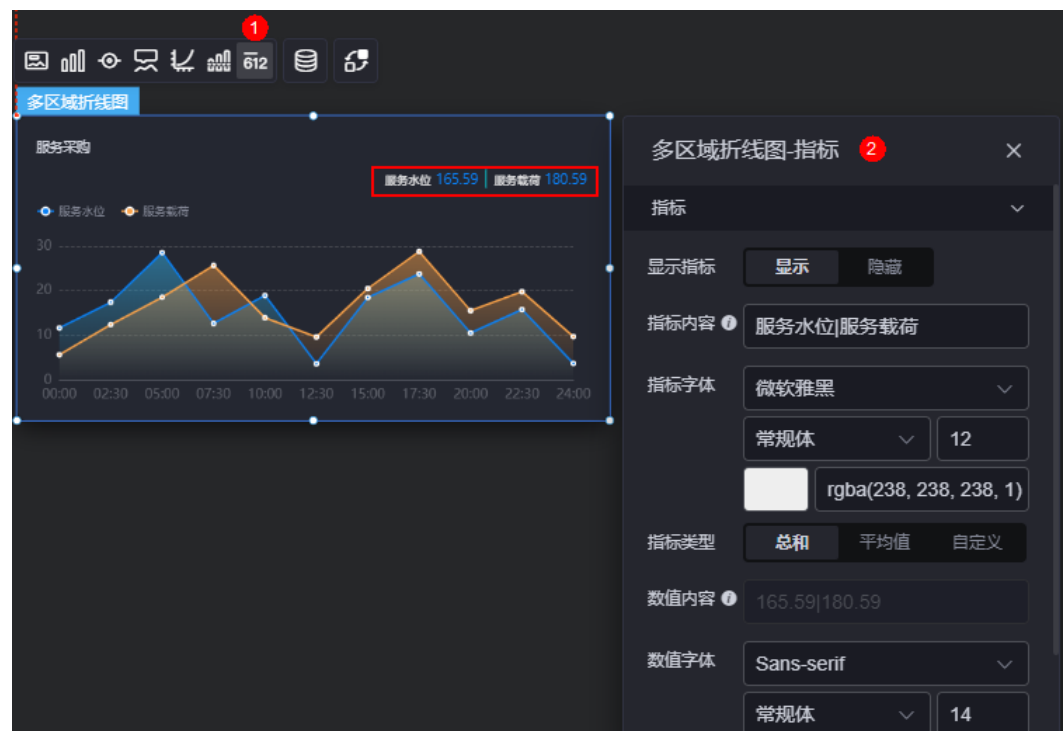 1
612
多区域折线图
服务采购
服务水位 165.59 服务载荷 180.59
服务水位 服务载荷
30
20
10
0
00:00 02:30 05:00 07:30 10:00 12:30 15:00 17:30 20:00 22:30 24:00
多区域折线图-指标 2
指标
显示指标 显示 隐藏
指标内容 服务水位|服务载荷
指标字体 微软雅黑
常规体 12
rgba(238, 238, 238, 1)
指标类型 总和 平均值 自定义
数值内容 165.59|180.59
数值字体 Sans-serif
常规体 14